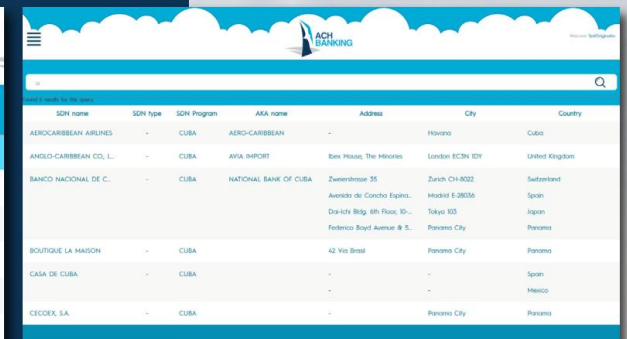 ACH
BANKING
Welcome TestOriginator
Found 6 results for this query
SDN name SDN type SDN Program AKA name Address City Country
AEROCARIBBEAN AIRLINES - CUBA AERO-CARIBBEAN - Havana Cuba
ANGLO-CARIBBEAN CO., L... - CUBA AVIA IMPORT Ibex House, The Minories London EC3N 1DY United Kingdom
BANCO NACIONAL DE C... - CUBA NATIONAL BANK OF CUBA Zweierstrasse 35 Zurich CH-8022 Switzerland
Avenida de Concha Espina... Madrid E-28036 Spain
Dai-Ichi Bldg. 6th Floor, 10-... Tokyo 103 Japan
Federico Boyd Avenue & 5... Panama City Panama
BOUTIQUE LA MAISON - CUBA 42 Via Brasil Panama City Panama
CASA DE CUBA - CUBA - - Spain
- - Mexico
CECOEX, S.A. - CUBA - Panama City Panama